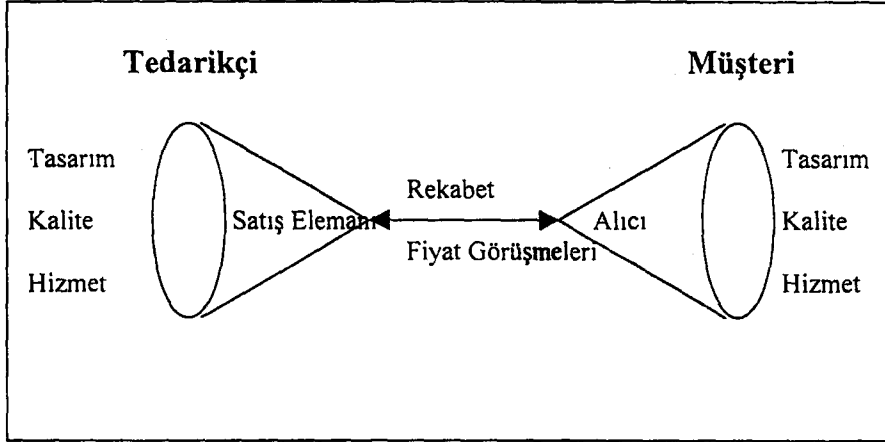 Tedarikçi
Müşteri
Tasarım
Kalite
Hizmet
Satış Elemanı
Rekabet
Fiyat Görüşmeleri
Alıcı
Tasarım
Kalite
Hizmet